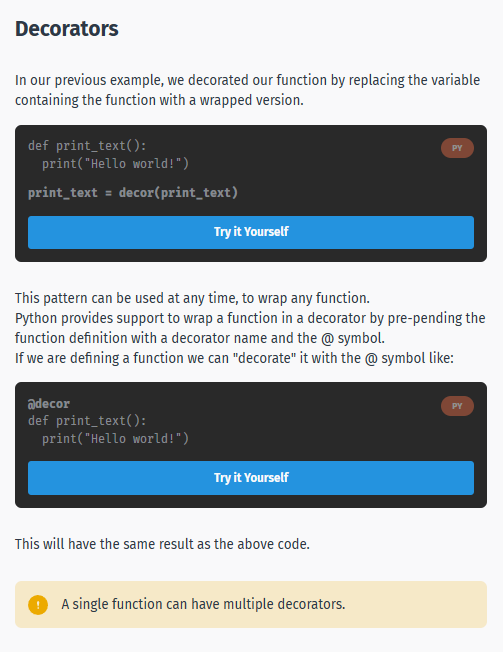 Decorators
In our previous example, we decorated our function by replacing the variable
containing the function with a wrapped version.
def print_text():
PY
  print("Hello world!")
print_text = decor(print_text)
Try it Yourself
This pattern can be used at any time, to wrap any function.
Python provides support to wrap a function in a decorator by pre-pending the
function definition with a decorator name and the @ symbol.
If we are defining a function we can "decorate" it with the @ symbol like:
@decor
PY
def print_text():
  print("Hello world!")
Try it Yourself
This will have the same result as the above code.
!
A single function can have multiple decorators.